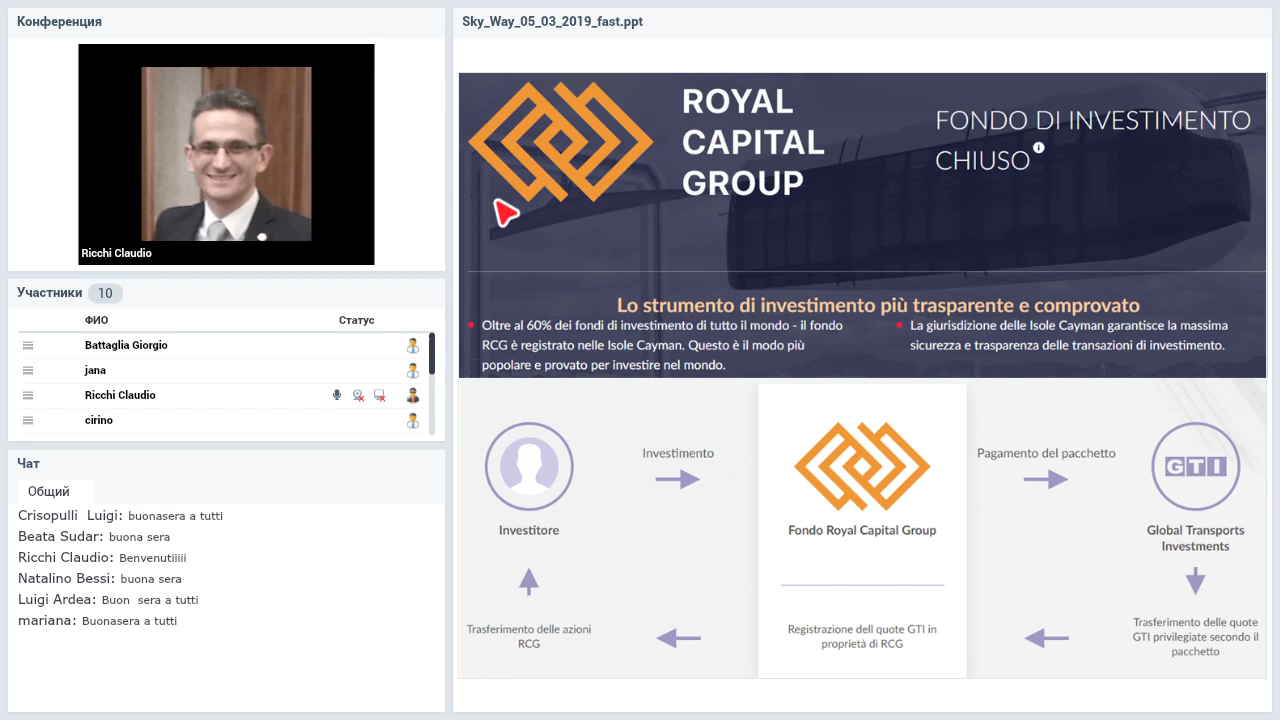 Конференция
Ricchi Claudio
Участники 10
ФИО Статус
Battaglia Giorgio
jana
Ricchi Claudio
cirino
Чат
Общий
Crisopulli Luigi: buonasera a tutti
Beata Sudar: buona sera
Ricchi Claudio: Benvenutiiiii
Natalino Bessi: buona sera
Luigi Ardea: Buon sera a tutti
mariana: Buonasera a tutti
Sky_Way_05_03_2019_fast.ppt
ROYAL
CAPITAL
GROUP
FONDO DI INVESTIMENTO
CHIUSO
Lo strumento di investimento più trasparente e comprovato
Oltre al 60% dei fondi di investimento di tutto il mondo - il fondo
RCG è registrato nelle Isole Cayman. Questo è il modo più
popolare e provato per investire nel mondo.
La giurisdizione delle Isole Cayman garantisce la massima
sicurezza e trasparenza delle transazioni di investimento.
Investitore
Investimento
Fondo Royal Capital Group
Pagamento del pacchetto
GTI
Global Transports
Investments
Trasferimento delle azioni
RCG
Registrazione dell quote GTI in
proprietà di RCG
Trasferimento delle quote
GTI privilegiate secondo il
pacchetto